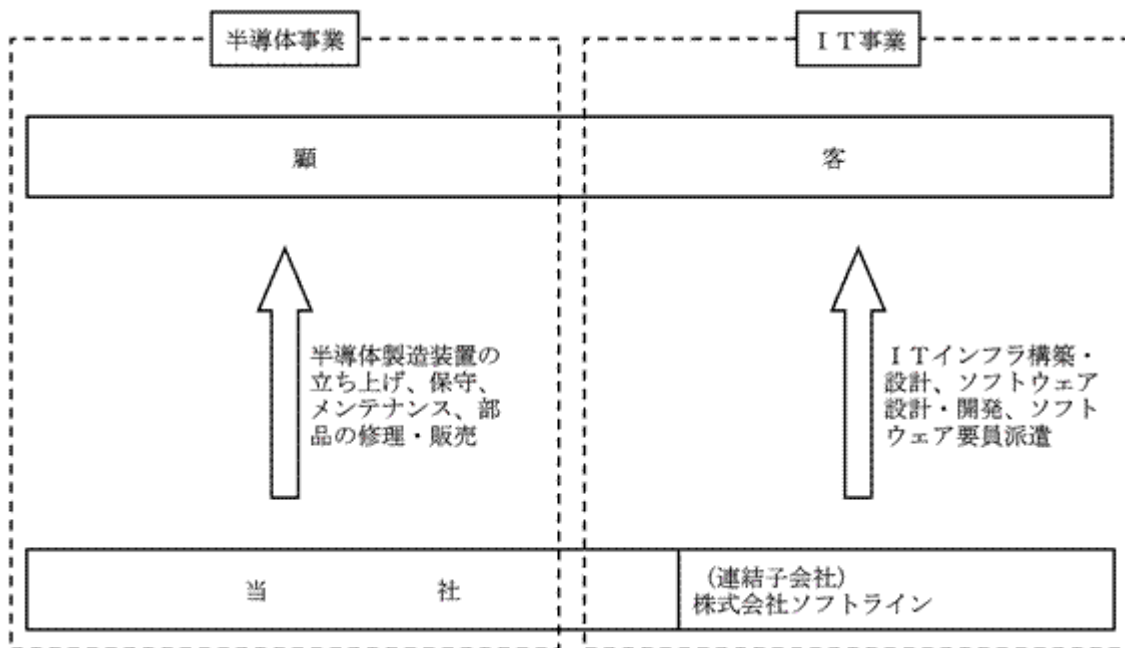 半導体事業
ＩＴ事業
顧 客
半導体製造装置の
立ち上げ、保守、
メンテナンス、部
品の修理・販売
ＩＴインフラ構築・
設計、ソフトウェア
設計・開発、ソフト
ウェア要員派遣
当 社
（連結子会社）
株式会社ソフトライン